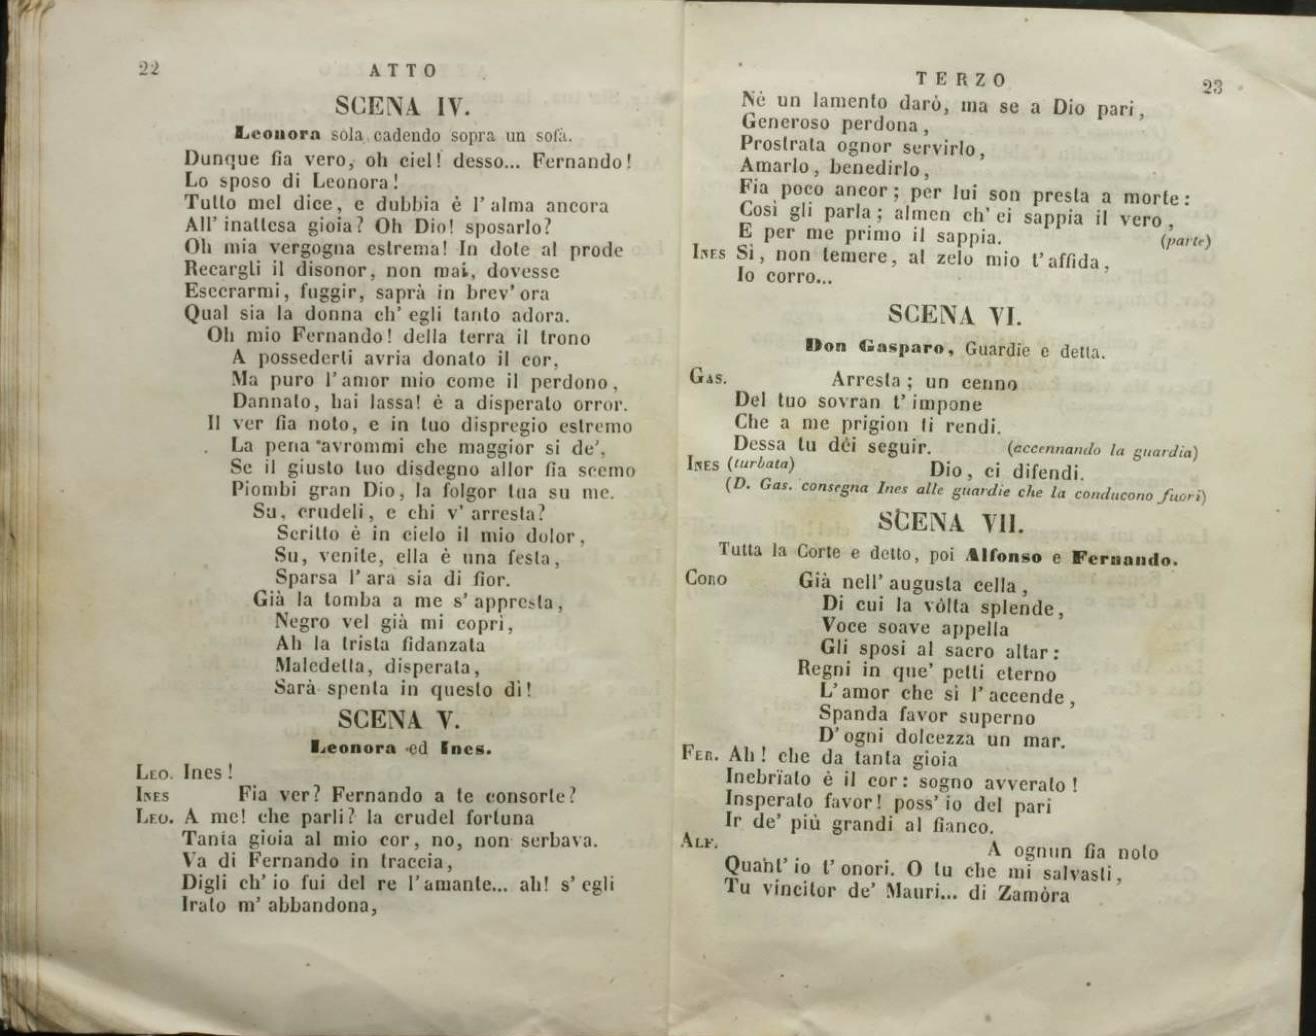 22
ATTO
SCENA IV.
Leonora sola cadendo sopra un sofà.
Dunque fia vero, oh ciel! desso... Fernando!
Lo sposo di Leonora!
Tutto mel dice, e dubbia è l'alma ancora
All' inattesa gioia? Oh Dio! sposarlo?
Oh mia vergogna estrema! In dote al prode
Recargli il disonor, non mai, dovesse
Esecrarmi, fuggir, saprà in brev' ora
Qual sia la donna ch' egli tanto adora.
Oh mio Fernando! della terra il trono
A possederti avria donato il cor,
Ma puro l'amor mio come il perdono,
Dannato, hai lassa! è a disperato orror.
Il ver fia noto, e in tuo dispregio estremo
La pena avrommi che maggior si de',
Se il giusto tuo disdegno allor fia scemo
Piombi gran Dio, la folgor tua su me.
Su, crudeli, e chi v' arresta?
Scritto è in cielo il mio dolor,
Su, venite, ella è una festa,
Sparsa l' ara sia di fior.
Già la tomba a me s' appresta,
Negro vel già mi coprì,
Ah la trista fidanzata
Maledetta, disperata,
Sarà spenta in questo dì!
SCENA V.
Leonora ed Ines.
LEO. Ines!
INES Fia ver? Fernando a te consorte?
LEO. A me! che parli? la crudel fortuna
Tanta gioia al mio cor, no, non serbava.
Va di Fernando in traccia,
Digli ch' io fui del re l'amante... ah! s' egli
Irato m' abbandona,
TERZO
23
Nè un lamento darò, ma se a Dio pari,
Generoso perdona,
Prostrata ognor servirlo,
Amarlo, benedirlo,
Fia poco ancor; per lui son presta a morte:
Così gli parla; almen ch' ei sappia il vero,
E per me primo il sappia. (parte)
INES Sì, non temere, al zelo mio t'affida,
Io corro...
SCENA VI.
Don Gasparo, Guardie e detta.
GAS. Arresta; un cenno
Del tuo sovran t' impone
Che a me prigion ti rendi.
Dessa tu dèi seguir. (accennando la guardia)
INES (turbata) Dio, ci difendi.
(D. Gas. consegna Ines alle guardie che la conducono fuori)
SCENA VII.
Tutta la Corte e detto, poi Alfonso e Fernando.
CORO Già nell' augusta cella,
Di cui la vòlta splende,
Voce soave appella
Gli sposi al sacro altar:
Regni in que' petti eterno
L'amor che sì l'accende,
Spanda favor superno
D' ogni dolcezza un mar.
FER. Ah! che da tanta gioia
Inebrïato è il cor: sogno avverato!
Insperato favor! poss' io del pari
Ir de' più grandi al fianco.
ALF. A ognun fia noto
Quant' io t' onori. O tu che mi salvasti,
Tu vincitor de' Mauri... di Zamòra